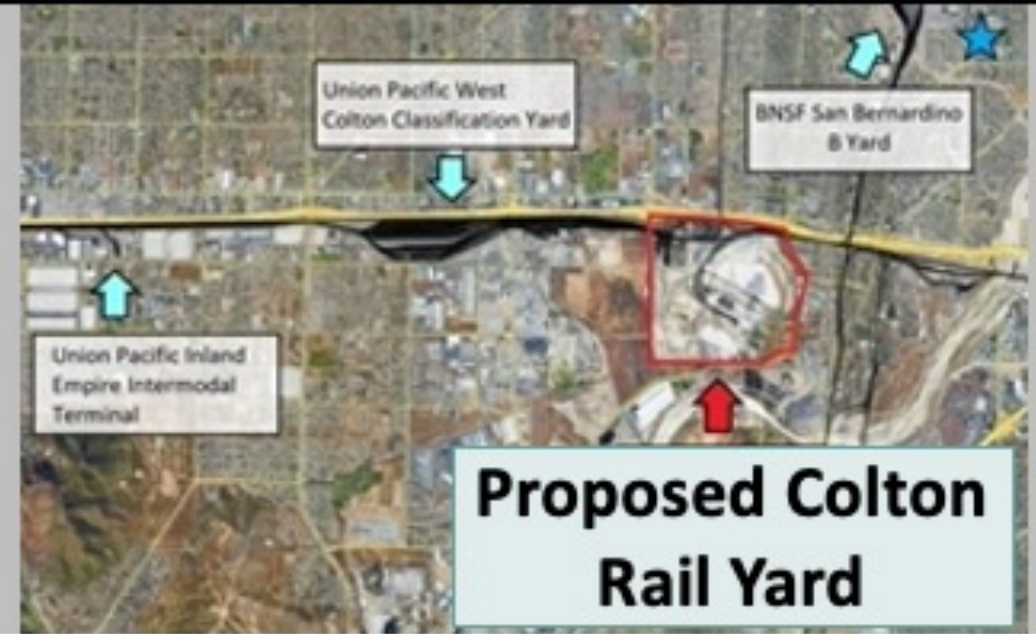 Union Pacific West
Colton Classification Yard
BNSF San Bernardino
B Yard
Union Pacific Inland
Empire Intermodal
Terminal
Proposed Colton
Rail Yard